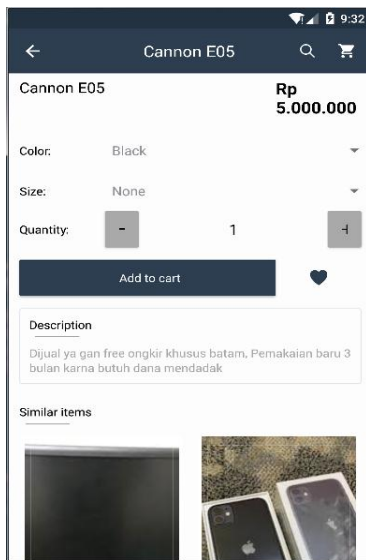 9:32
Cannon E05
Cannon E05
Rp
5.000.000
Color:
Black
Size:
None
Quantity:
-
1
+
Add to cart
Description
Dijual ya gan free ongkir khusus batam, Pemakaian baru 3
bulan karna butuh dana mendadak
Similar items